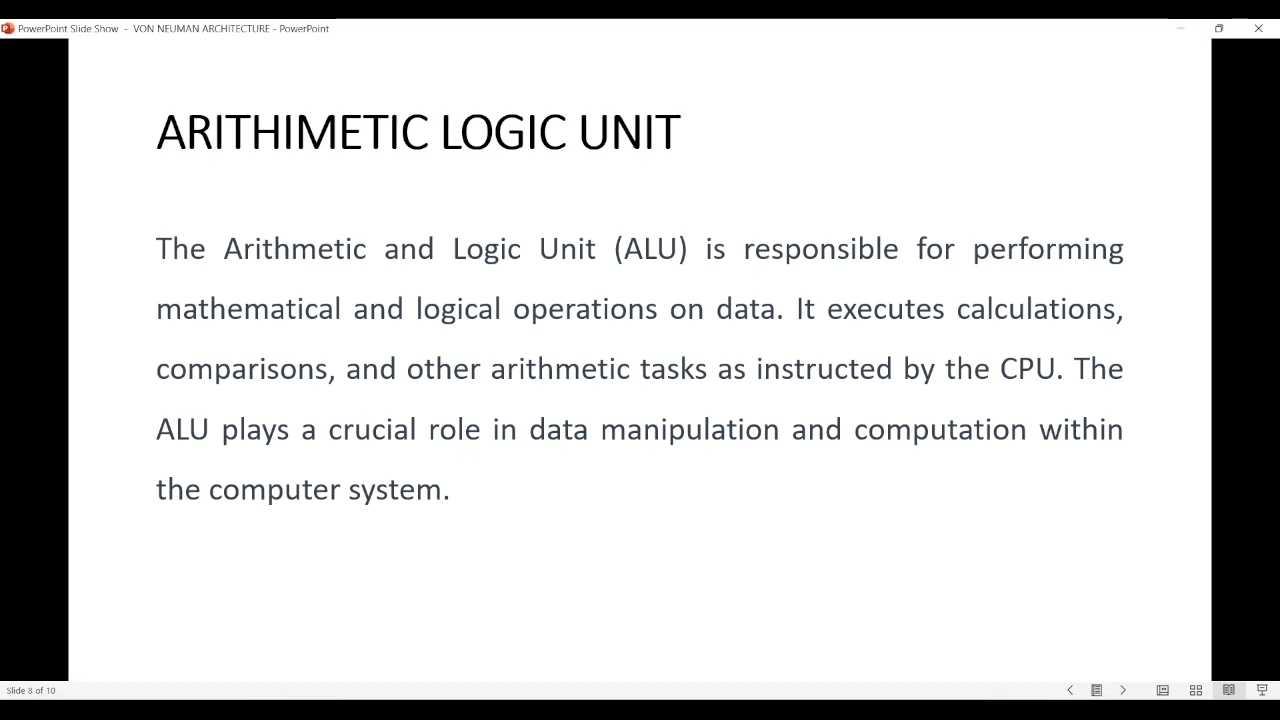 PowerPoint Slide Show - VON NEUMAN ARCHITECTURE - PowerPoint
ARITHIMETIC LOGIC UNIT
The Arithmetic and Logic Unit (ALU) is responsible for performing
mathematical and logical operations on data. It executes calculations,
comparisons, and other arithmetic tasks as instructed by the CPU. The
ALU plays a crucial role in data manipulation and computation within
the computer system.
Slide 8 of 10